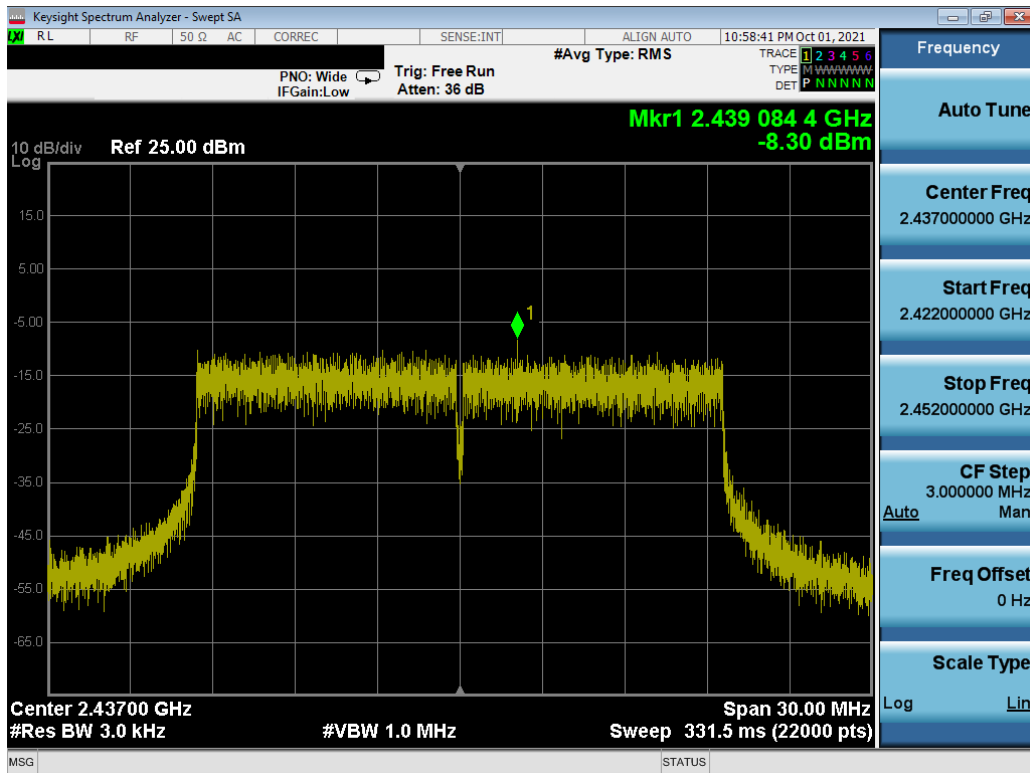 Keysight Spectrum Analyzer - Swept SA
LXI RL RF 50 Ω AC CORREC SENSE:INT ALIGN AUTO 10:58:41 PM Oct 01, 2021
#Avg Type: RMS TRACE 1 2 3 4 5 6
PNO: Wide Trig: Free Run TYPE M W W W W W
IFGain:Low Atten: 36 dB DET P N N N N N
Mkr1 2.439 084 4 GHz
-8.30 dBm
10 dB/div Ref 25.00 dBm
Log
15.0
5.00
1
-5.00
-15.0
-25.0
-35.0
-45.0
-55.0
-65.0
Center 2.43700 GHz Span 30.00 MHz
#Res BW 3.0 kHz #VBW 1.0 MHz Sweep 331.5 ms (22000 pts)
MSG STATUS
Frequency
Auto Tune
Center Freq
2.437000000 GHz
Start Freq
2.422000000 GHz
Stop Freq
2.452000000 GHz
CF Step
3.000000 MHz
Auto Man
Freq Offset
0 Hz
Scale Type
Log Lin